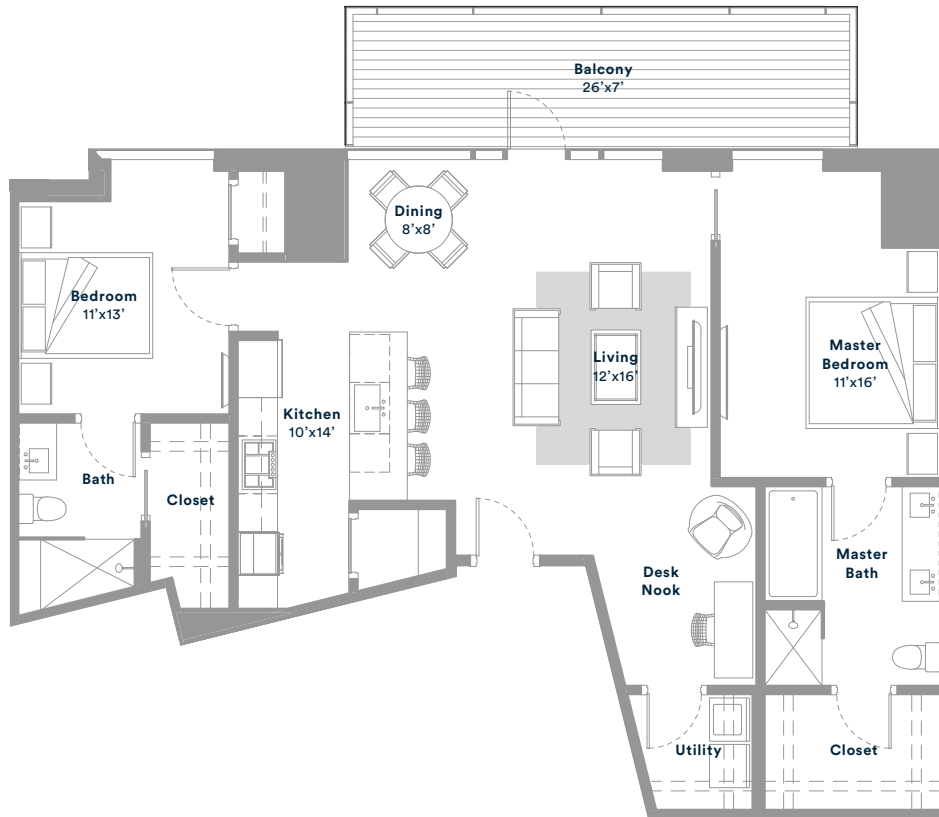 Balcony
26'x7'
Dining
8'x8'
Bedroom
11'x13'
Living
12'x16'
Master
Bedroom
11'x16'
Kitchen
10'x14'
Bath
Closet
Desk
Nook
Master
Bath
Utility
Closet